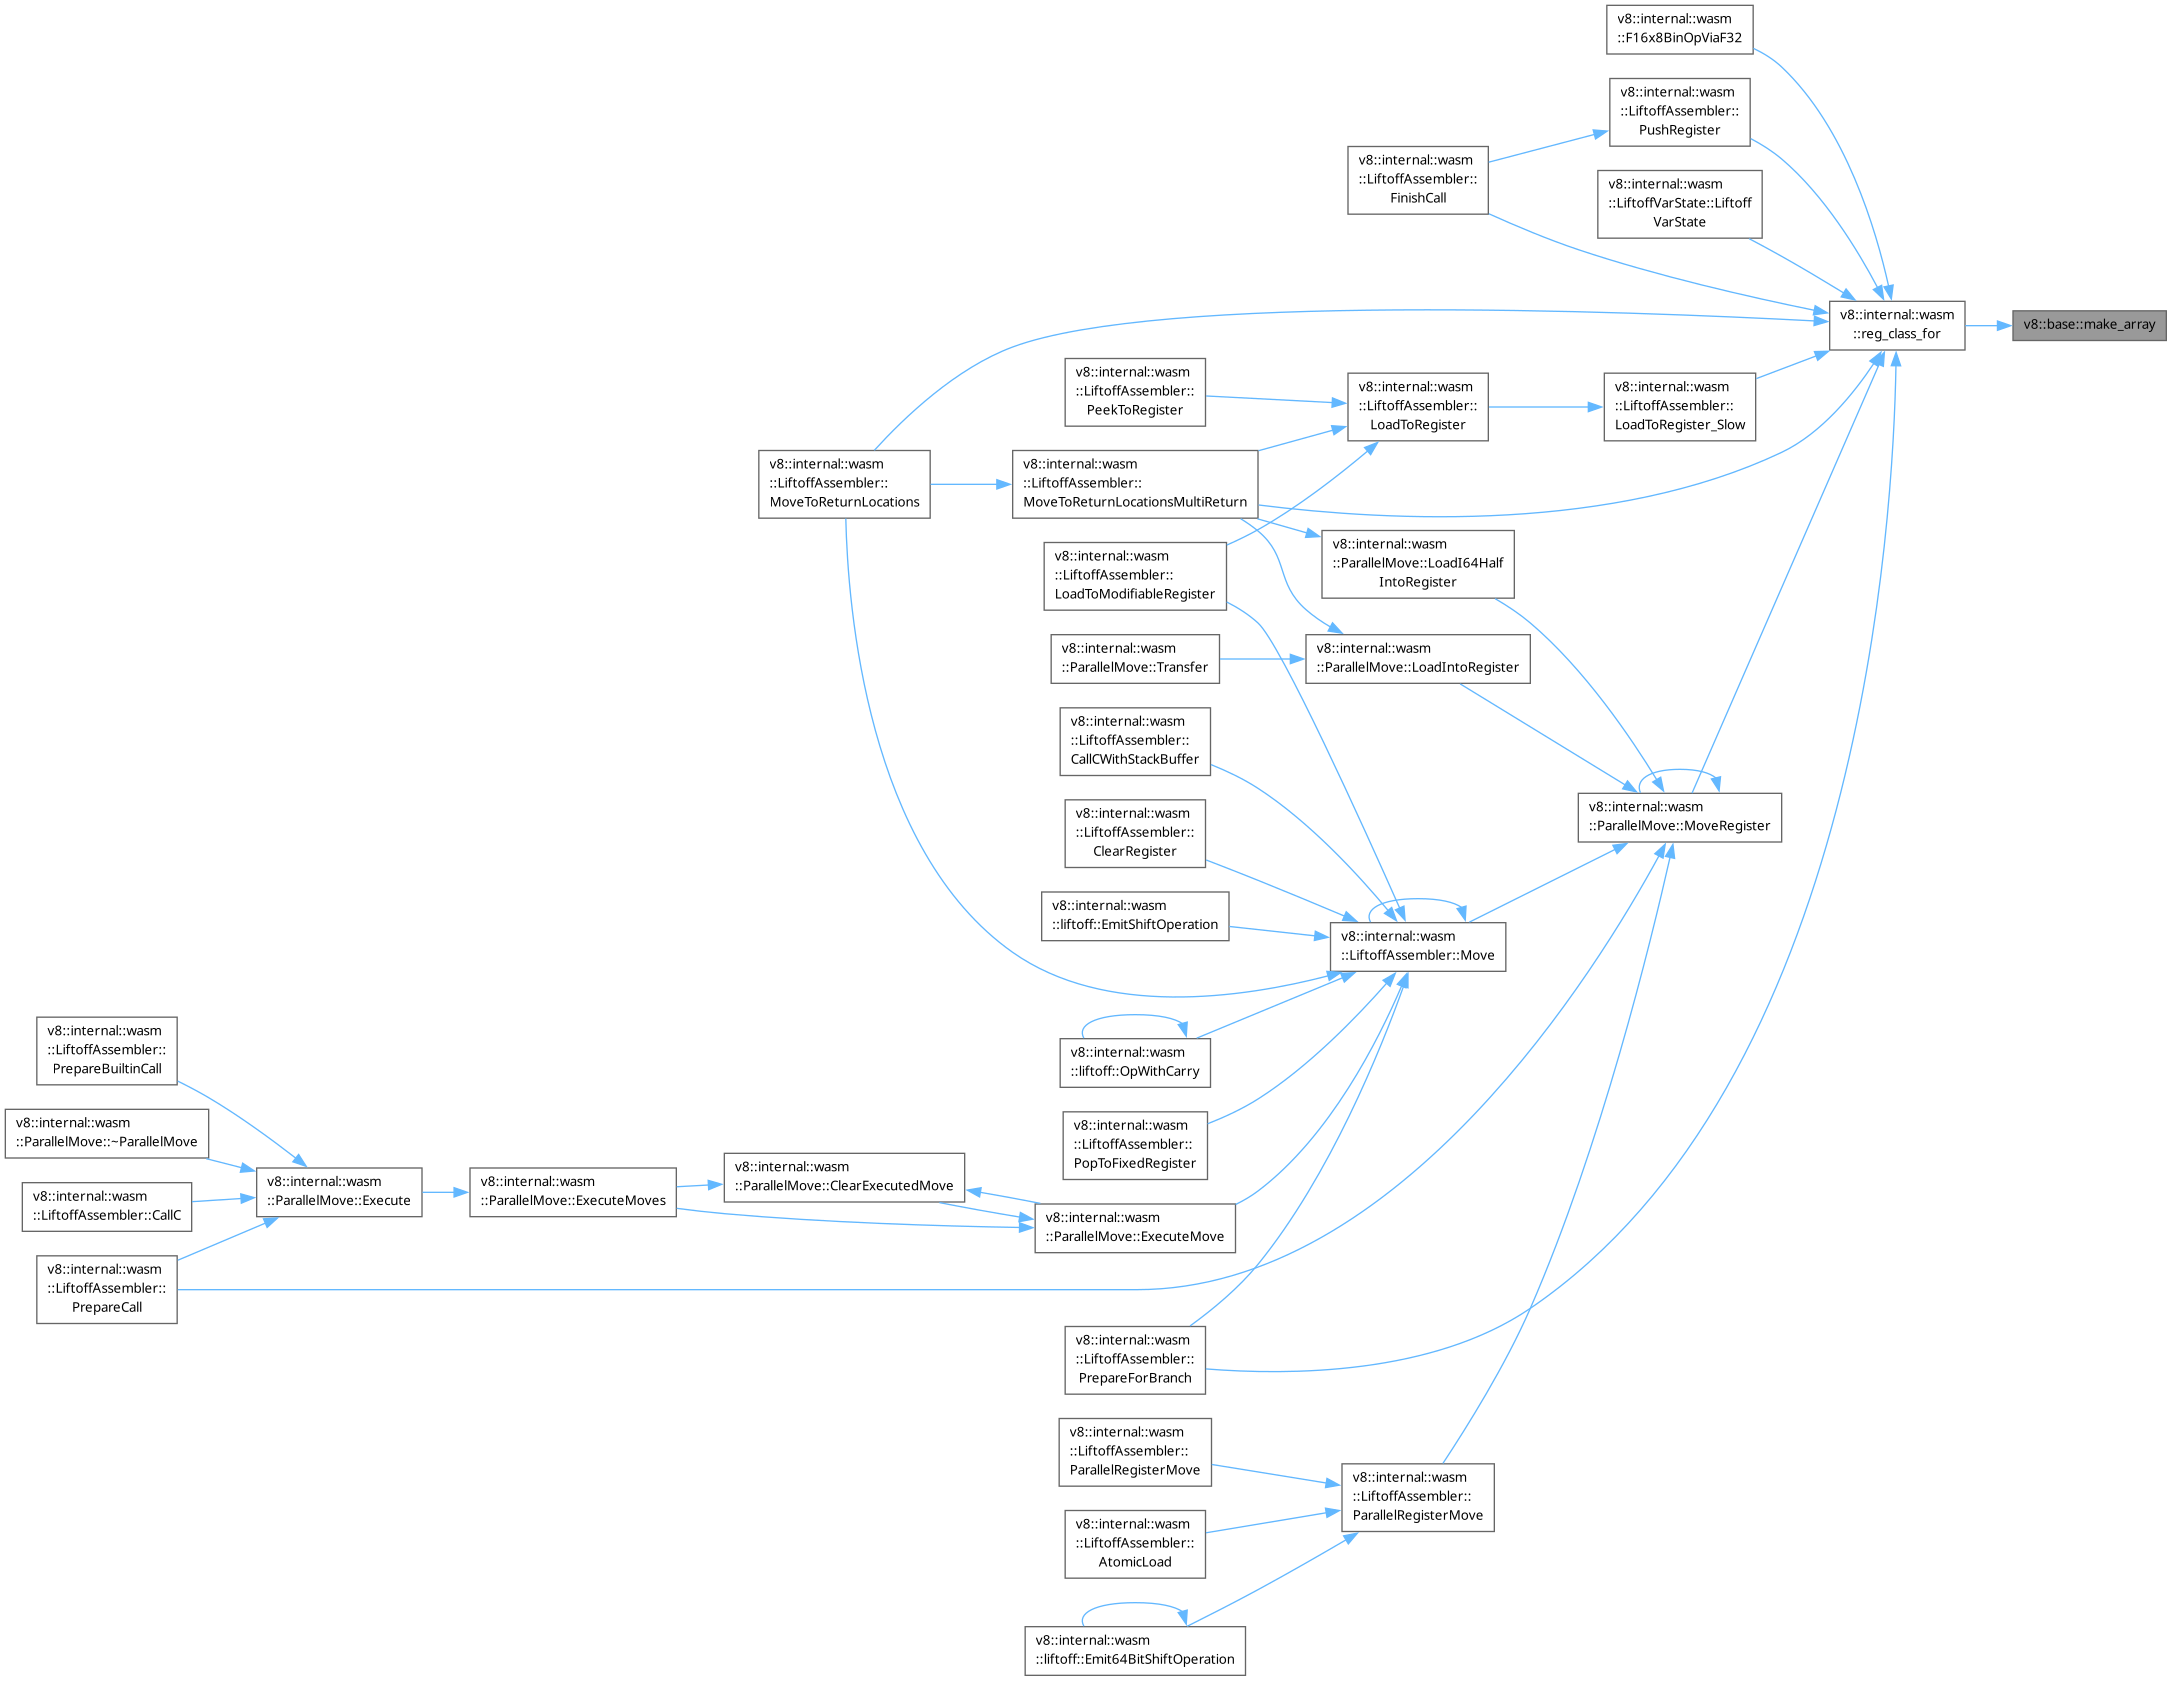 v8::internal::wasm
::F16x8BinOpViaF32
v8::internal::wasm
::LiftoffAssembler::
PushRegister
v8::internal::wasm
::LiftoffAssembler::
FinishCall
v8::internal::wasm
::LiftoffVarState::Liftoff
VarState
v8::internal::wasm
::reg_class_for
v8::base::make_array
v8::internal::wasm
::LiftoffAssembler::
PeekToRegister
v8::internal::wasm
::LiftoffAssembler::
LoadToRegister
v8::internal::wasm
::LiftoffAssembler::
LoadToRegister_Slow
v8::internal::wasm
::LiftoffAssembler::
MoveToReturnLocations
v8::internal::wasm
::LiftoffAssembler::
MoveToReturnLocationsMultiReturn
v8::internal::wasm
::ParallelMove::LoadI64Half
IntoRegister
v8::internal::wasm
::LiftoffAssembler::
LoadToModifiableRegister
v8::internal::wasm
::ParallelMove::Transfer
v8::internal::wasm
::ParallelMove::LoadIntoRegister
v8::internal::wasm
::LiftoffAssembler::
CallCWithStackBuffer
v8::internal::wasm
::LiftoffAssembler::
ClearRegister
v8::internal::wasm
::ParallelMove::MoveRegister
v8::internal::wasm
::liftoff::EmitShiftOperation
v8::internal::wasm
::LiftoffAssembler::Move
v8::internal::wasm
::LiftoffAssembler::
PrepareBuiltinCall
v8::internal::wasm
::liftoff::OpWithCarry
v8::internal::wasm
::ParallelMove::~ParallelMove
v8::internal::wasm
::LiftoffAssembler::
PopToFixedRegister
v8::internal::wasm
::LiftoffAssembler::CallC
v8::internal::wasm
::ParallelMove::Execute
v8::internal::wasm
::ParallelMove::ExecuteMoves
v8::internal::wasm
::ParallelMove::ClearExecutedMove
v8::internal::wasm
::ParallelMove::ExecuteMove
v8::internal::wasm
::LiftoffAssembler::
PrepareCall
v8::internal::wasm
::LiftoffAssembler::
PrepareForBranch
v8::internal::wasm
::LiftoffAssembler::
ParallelRegisterMove
v8::internal::wasm
::LiftoffAssembler::
ParallelRegisterMove
v8::internal::wasm
::LiftoffAssembler::
AtomicLoad
v8::internal::wasm
::liftoff::Emit64BitShiftOperation